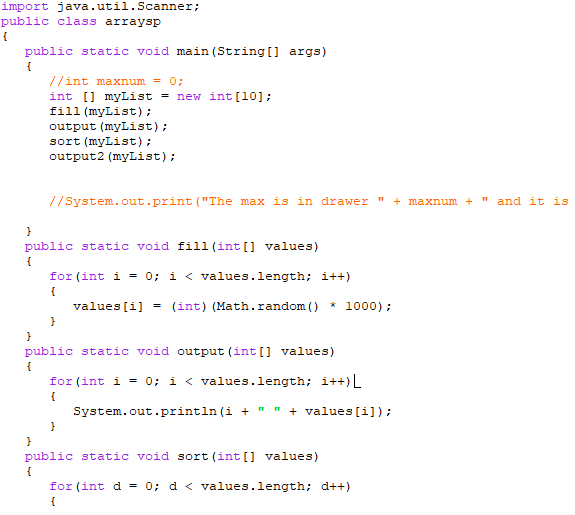 import java.util.Scanner;
public class arraysp
{
public static void main(String[] args)
{
//int maxnum = 0;
int [] myList = new int[10];
fill(myList);
output(myList);
sort(myList);
output2(myList);
//System.out.print("The max is in drawer " + maxnum + " and it is
}
public static void fill(int[] values)
{
for(int i = 0; i < values.length; i++)
{
values[i] = (int)(Math.random() * 1000);
}
}
public static void output(int[] values)
{
for(int i = 0; i < values.length; i++)
{
System.out.println(i + " " + values[i]);
}
}
public static void sort(int[] values)
{
for(int d = 0; d < values.length; d++)
{